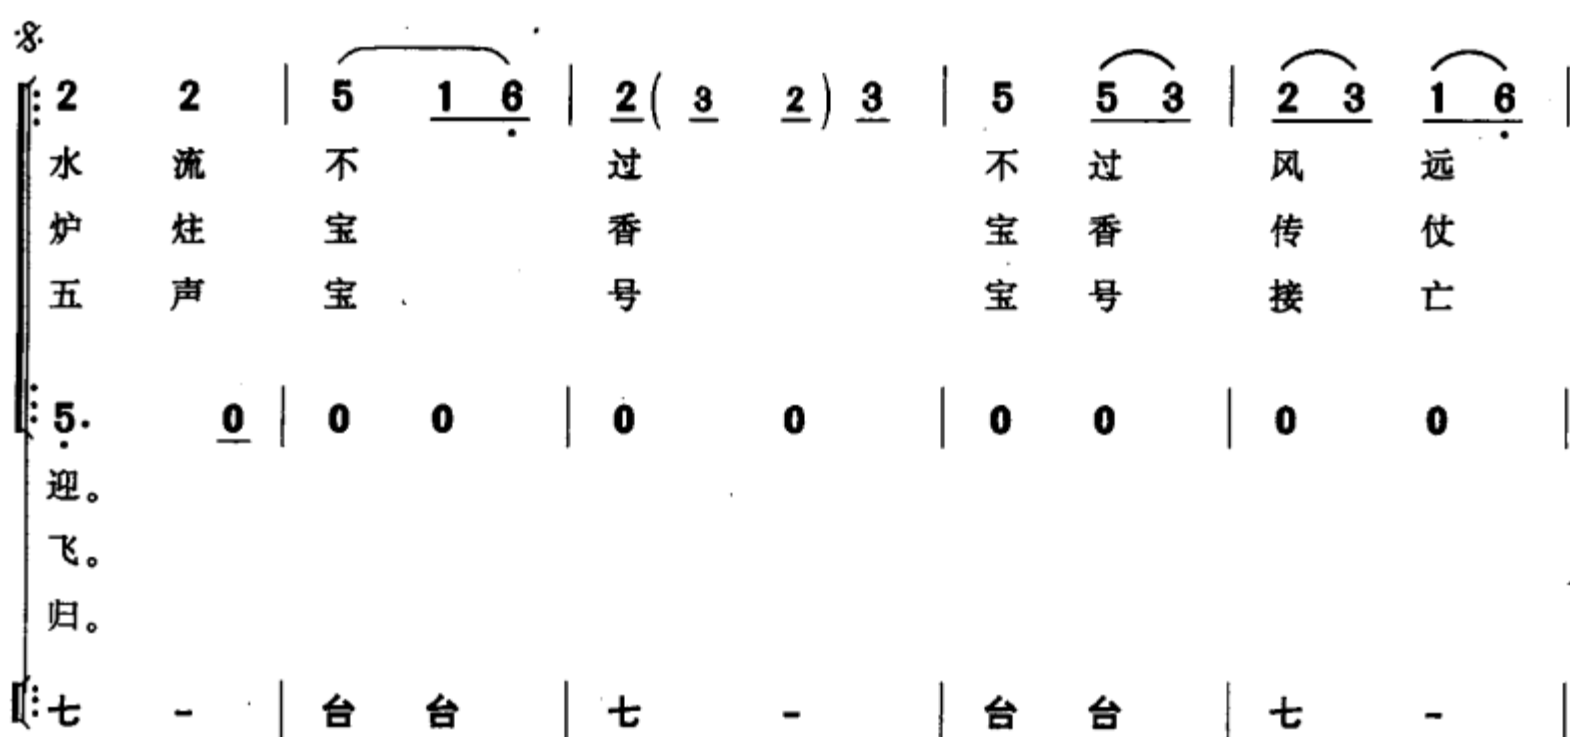 2 2 | 5 1 6 | 2 ( 3 2 ) 3 | 5 5 3 | 2 3 1 6 |
水 流 不 过 不 过 风 远
炉 炷 宝 香 宝 香 传 仗
五 声 宝 号 宝 号 接 亡
5. 0 | 0 0 | 0 0 | 0 0 | 0 0 |
迎。
飞。
归。
七 - | 台 台 | 七 - | 台 台 | 七 - |